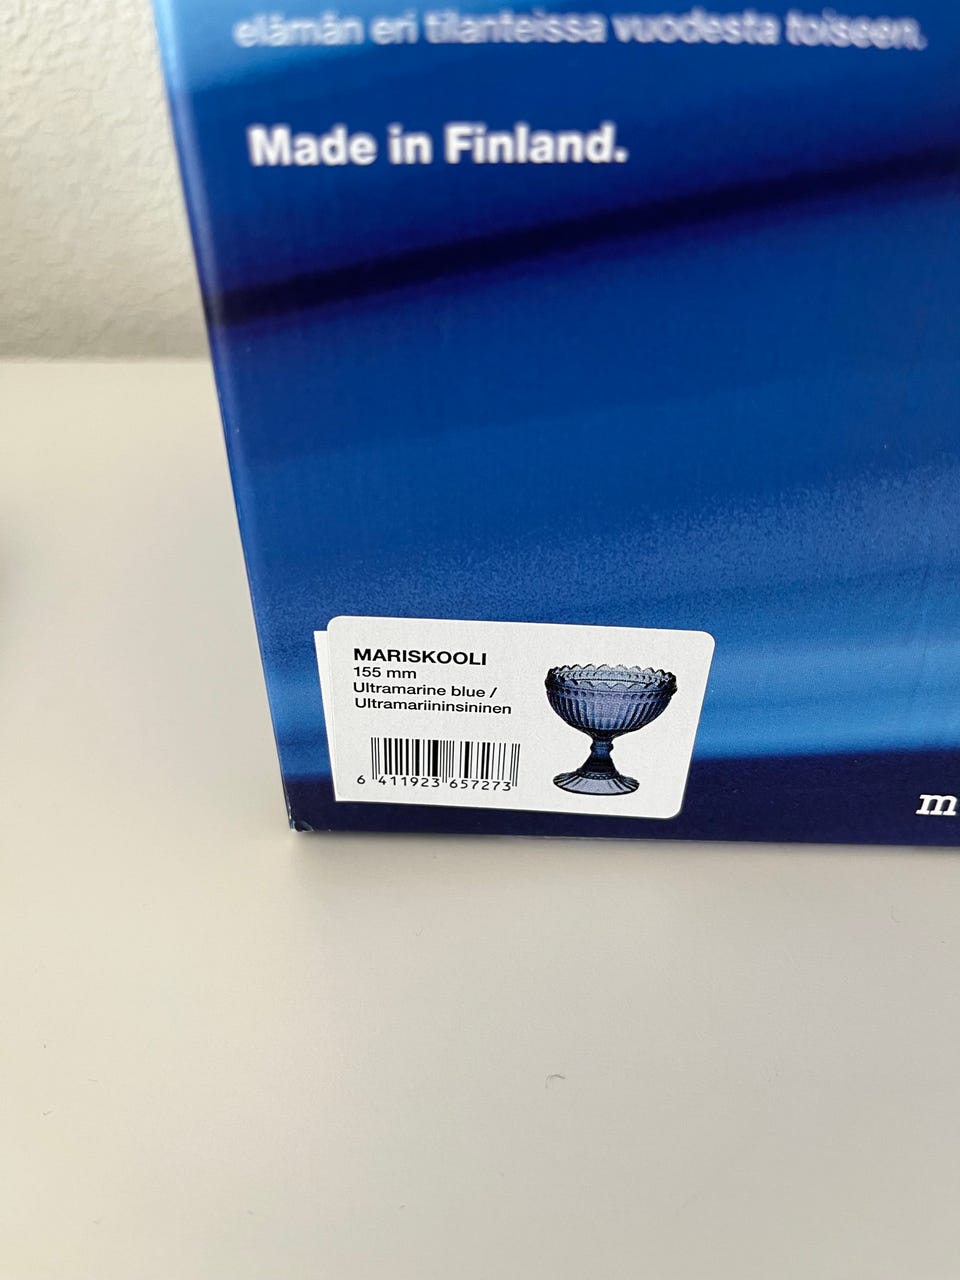 elämän eri tilanteissa vuodesta toiseen.
Made in Finland.
MARISKOOLI
155 mm
Ultramarine blue /
Ultramariininsininen
6 411923 657273
m